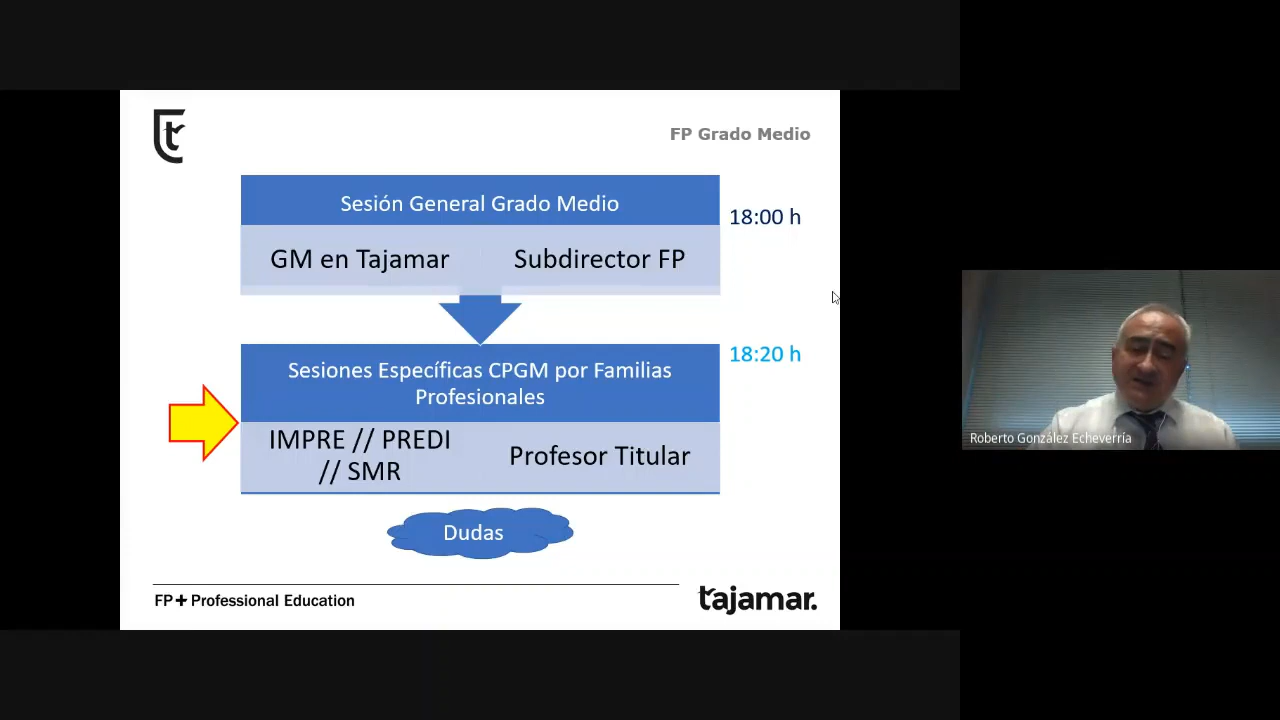 FP Grado Medio
Sesión General Grado Medio
18:00 h
GM en Tajamar
Subdirector FP
18:20 h
Sesiones Específicas CPGM por Familias
Profesionales
IMPRE // PREDI
// SMR
Profesor Titular
Dudas
FP+Professional Education
tajamar.
Roberto González Echeverría